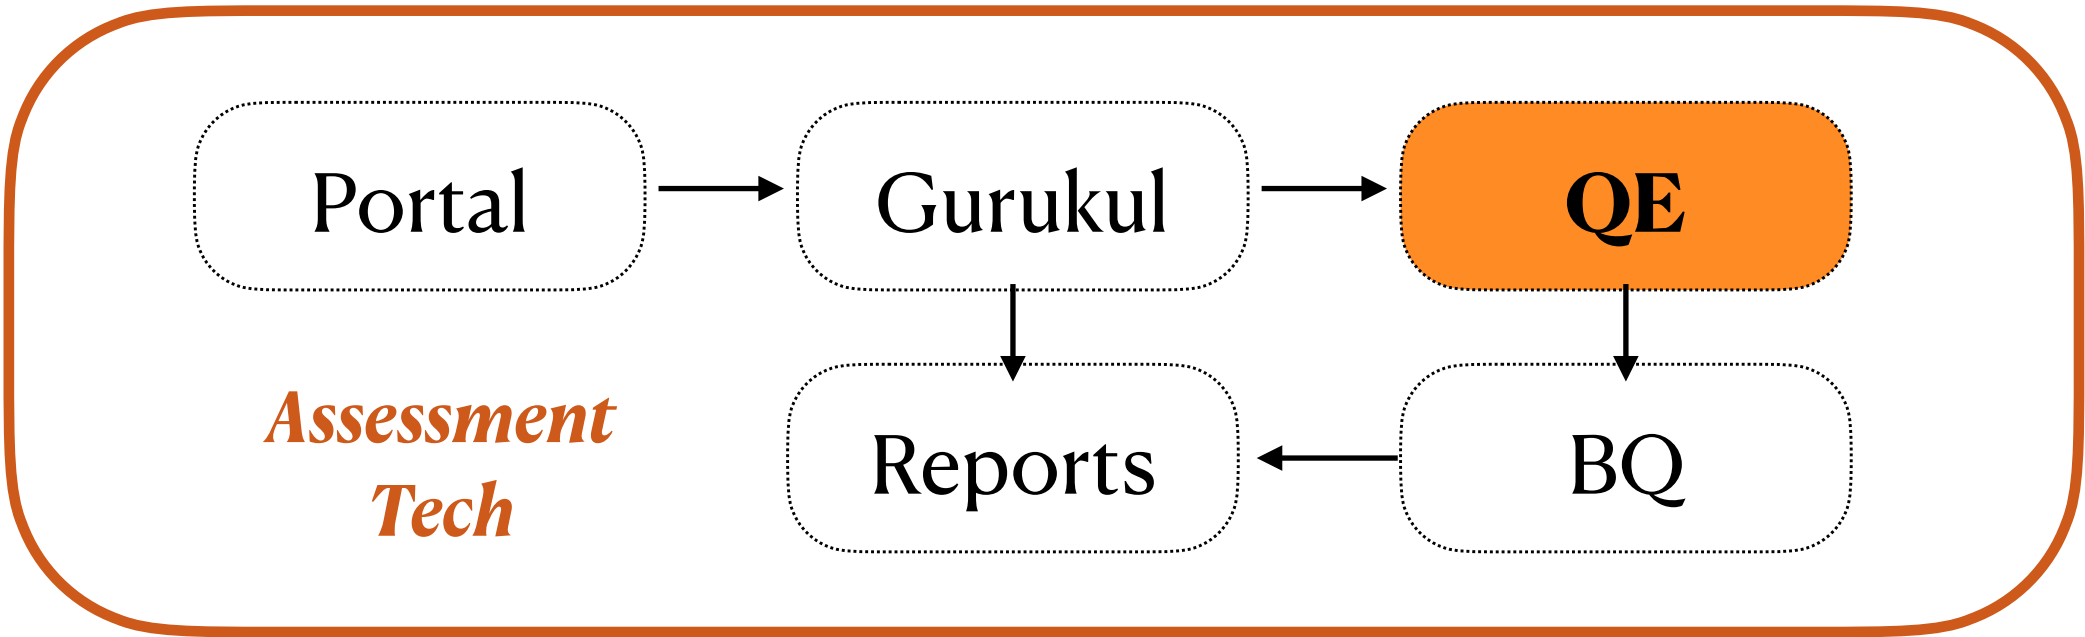 Portal
Gurukul
QE
Assessment
Tech
Reports
BQ